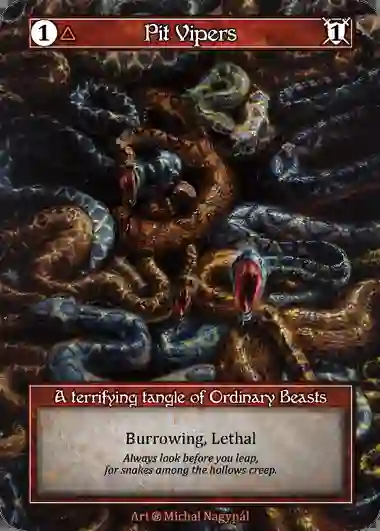 1 Pit Vipers 1
A terrifying tangle of Ordinary Beasts
Burrowing, Lethal
Always look before you leap,
for snakes among the hollows creep.
Art @ Michal Nagypál